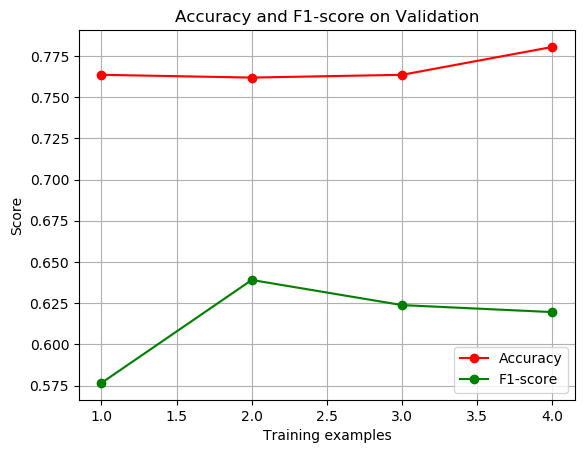 Accuracy and F1-score on Validation
0.775
0.750
0.725
0.700
0.675
0.650
0.625
0.600
0.575
Score
1.0 1.5 2.0 2.5 3.0 3.5 4.0
Training examples
Accuracy
F1-score